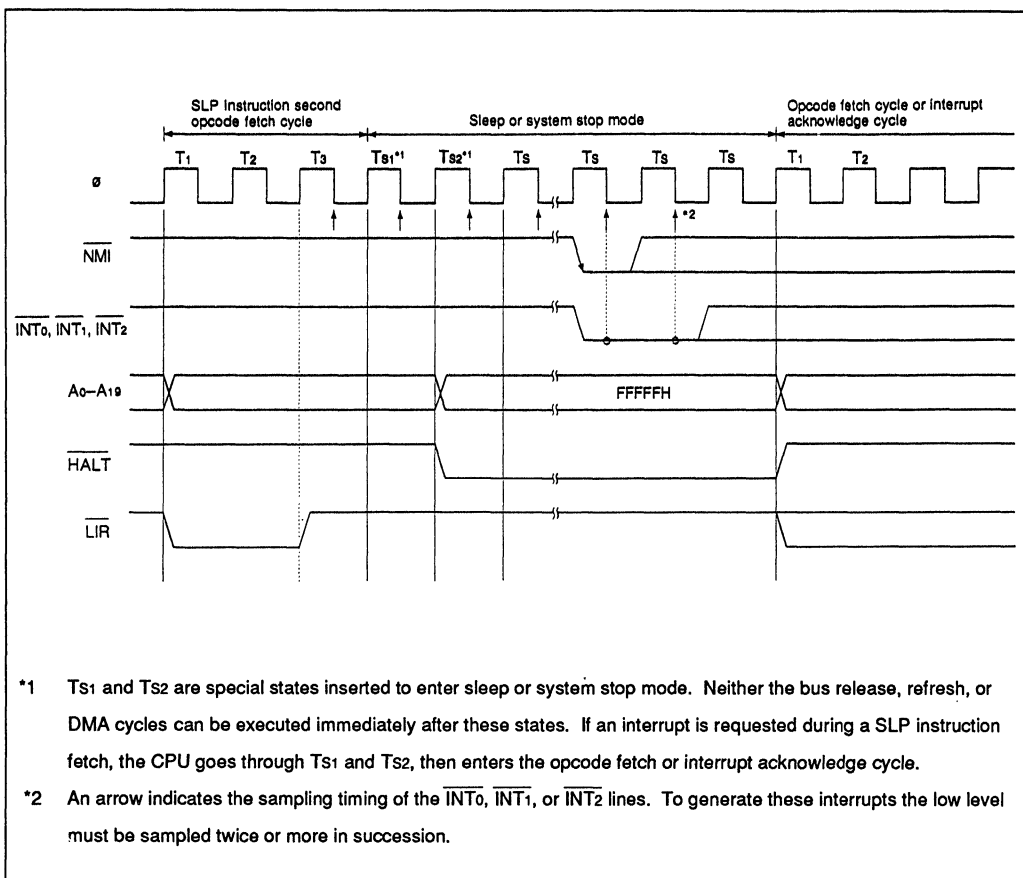 SLP Instruction second
opcode fetch cycle
Sleep or system stop mode
Opcode fetch cycle or interrupt
acknowledge cycle
T1 T2 T3 TS1*1 TS2*1 TS TS TS TS T1 T2
ø
*2
NMI
INT0, INT1, INT2
A0–A19
FFFFFH
HALT
LIR
*1 TS1 and TS2 are special states inserted to enter sleep or system stop mode. Neither the bus release, refresh, or
DMA cycles can be executed immediately after these states. If an interrupt is requested during a SLP instruction
fetch, the CPU goes through TS1 and TS2, then enters the opcode fetch or interrupt acknowledge cycle.
*2 An arrow indicates the sampling timing of the INT0, INT1, or INT2 lines. To generate these interrupts the low level
must be sampled twice or more in succession.